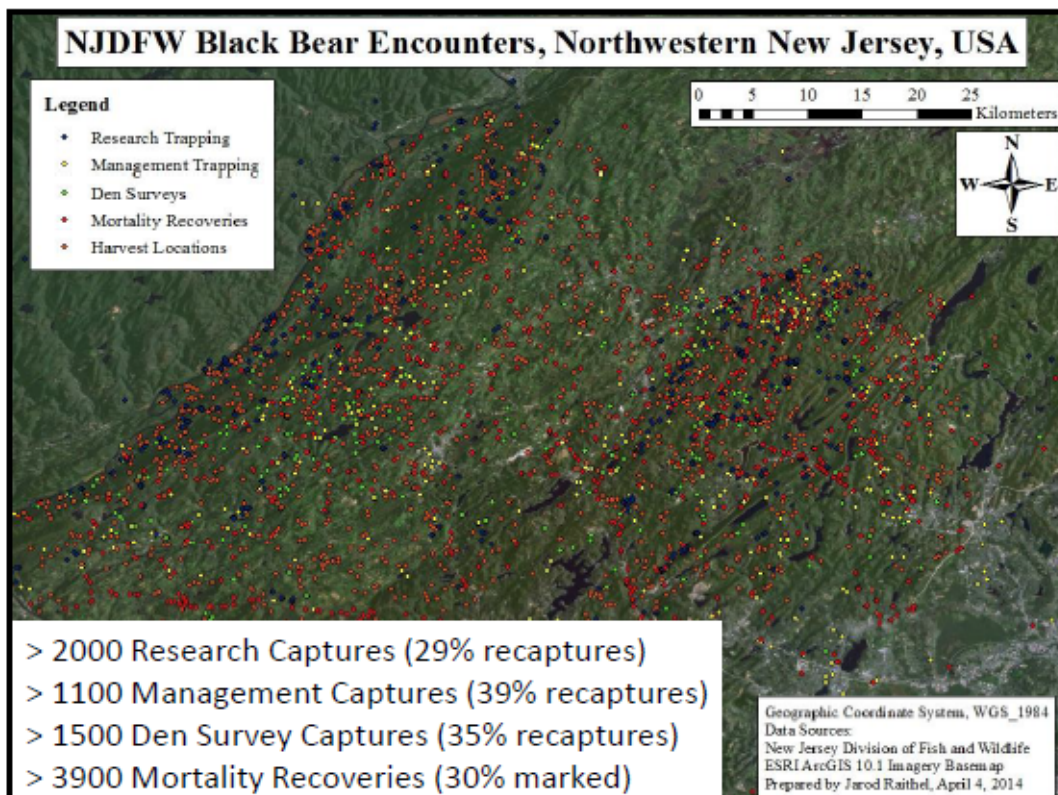 NJDFW Black Bear Encounters, Northwestern New Jersey, USA
Legend
Research Trapping
Management Trapping
Den Surveys
Mortality Recoveries
Harvest Locations
0 5 10 15 20 25
Kilometers
N
W E
S
> 2000 Research Captures (29% recaptures)
> 1100 Management Captures (39% recaptures)
> 1500 Den Survey Captures (35% recaptures)
> 3900 Mortality Recoveries (30% marked)
Geographic Coordinate System, WGS_1984
Data Sources:
New Jersey Division of Fish and Wildlife
ESRI ArcGIS 10.1 Imagery Basemap
Prepared by Jarod Raithel, April 4, 2014